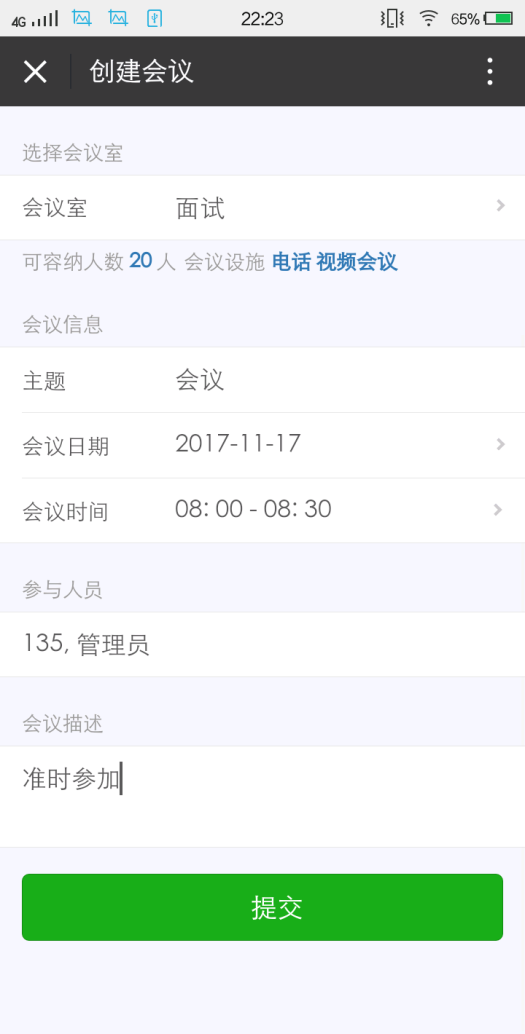 4G 22:23 65%
创建会议
选择会议室
会议室 面试
可容纳人数 20 人 会议设施 电话 视频会议
会议信息
主题 会议
会议日期 2017-11-17
会议时间 08: 00 - 08: 30
参与人员
135, 管理员
会议描述
准时参加
提交